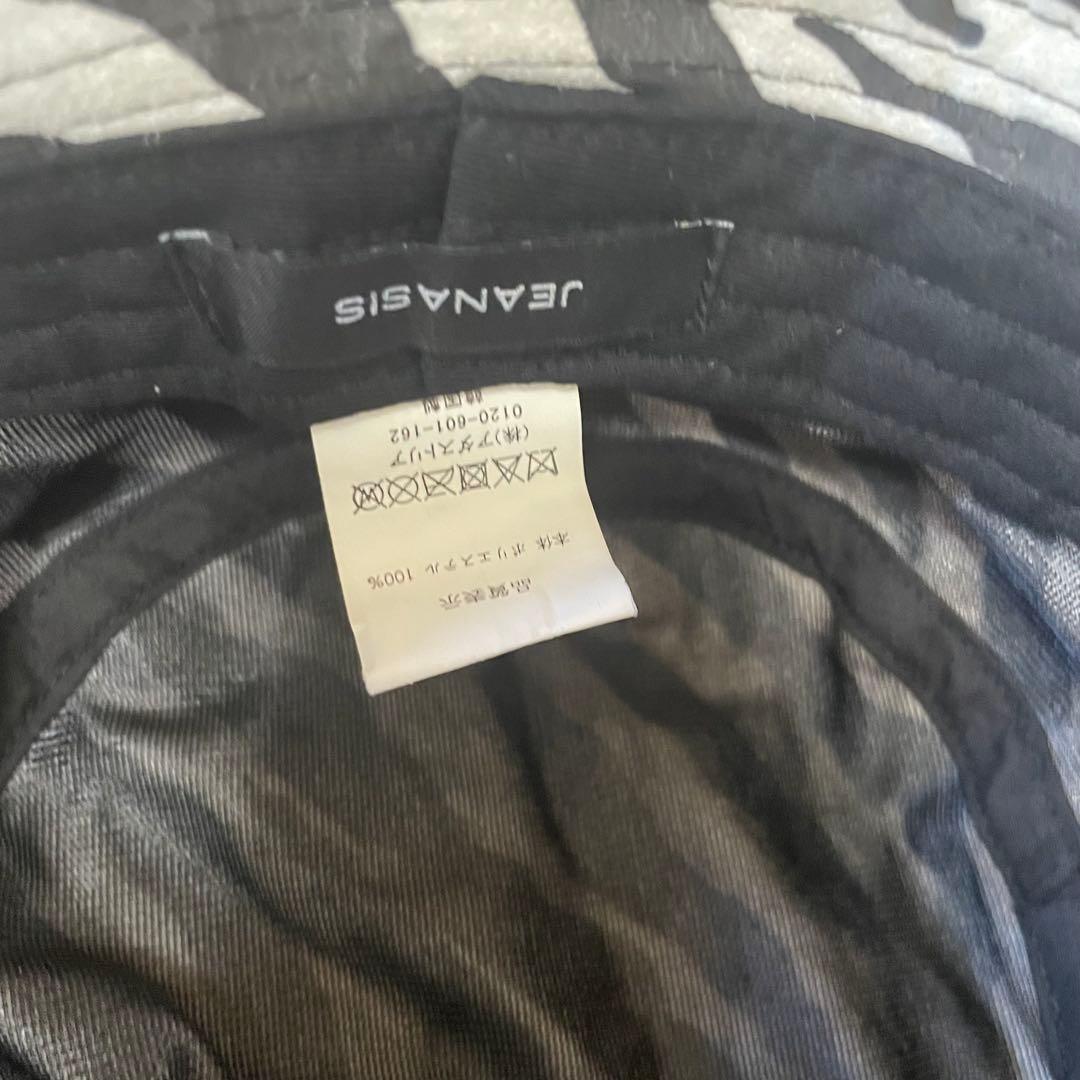 JEANASIS
品質表示
本体 ポリエステル 100%
(株)アダストリア
0120-601-162
韓国製